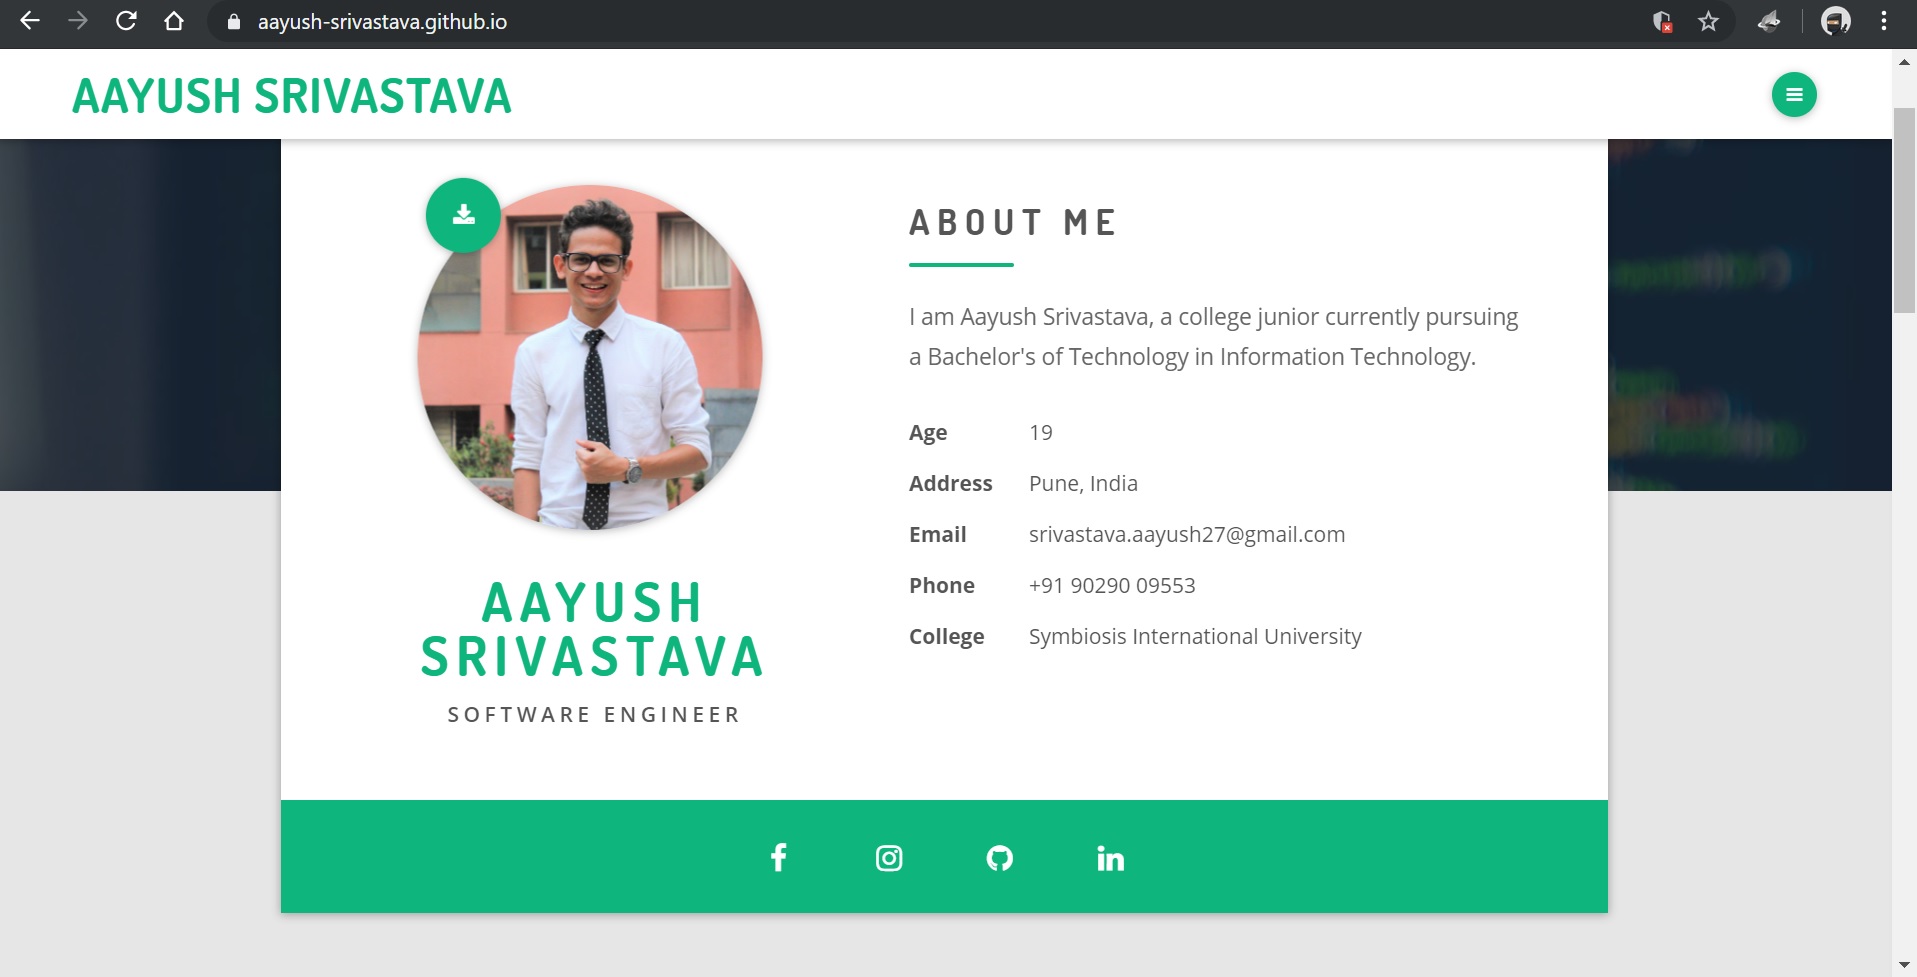 aayush-srivastava.github.io
AAYUSH SRIVASTAVA
ABOUT ME
I am Aayush Srivastava, a college junior currently pursuing
a Bachelor's of Technology in Information Technology.
Age 19
Address Pune, India
Email srivastava.aayush27@gmail.com
Phone +91 90290 09553
College Symbiosis International University
AAYUSH
SRIVASTAVA
SOFTWARE ENGINEER